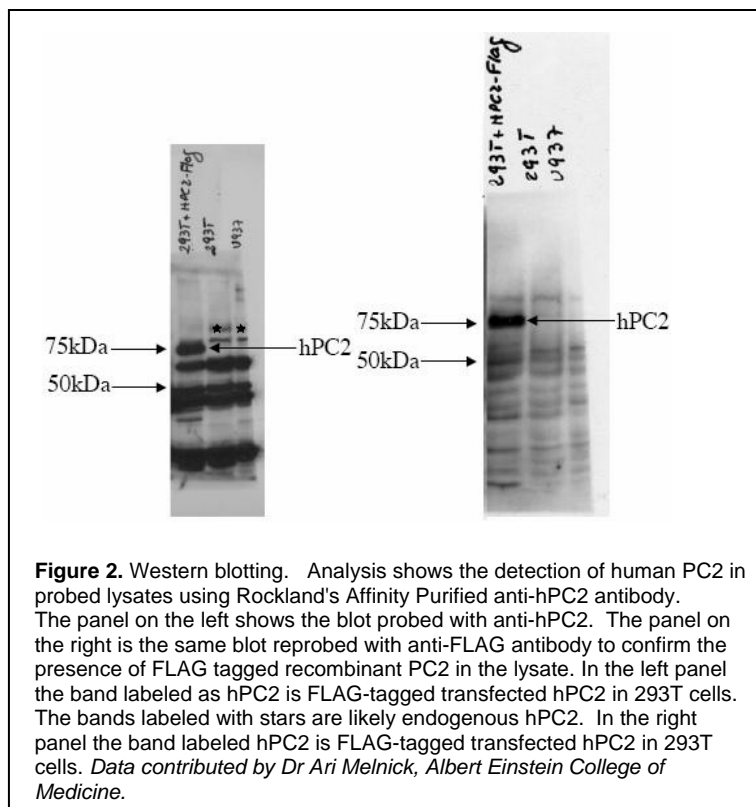 293T + HPC2-Flag
293T
U937
75kDa
hPC2
50kDa
293T + HPC2-Flag
293T
U937
75kDa
hPC2
50kDa
Figure 2. Western blotting. Analysis shows the detection of human PC2 in
probed lysates using Rockland's Affinity Purified anti-hPC2 antibody.
The panel on the left shows the blot probed with anti-hPC2. The panel on
the right is the same blot reprobed with anti-FLAG antibody to confirm the
presence of FLAG tagged recombinant PC2 in the lysate. In the left panel
the band labeled as hPC2 is FLAG-tagged transfected hPC2 in 293T cells.
The bands labeled with stars are likely endogenous hPC2. In the right
panel the band labeled hPC2 is FLAG-tagged transfected hPC2 in 293T
cells. Data contributed by Dr Ari Melnick, Albert Einstein College of
Medicine.